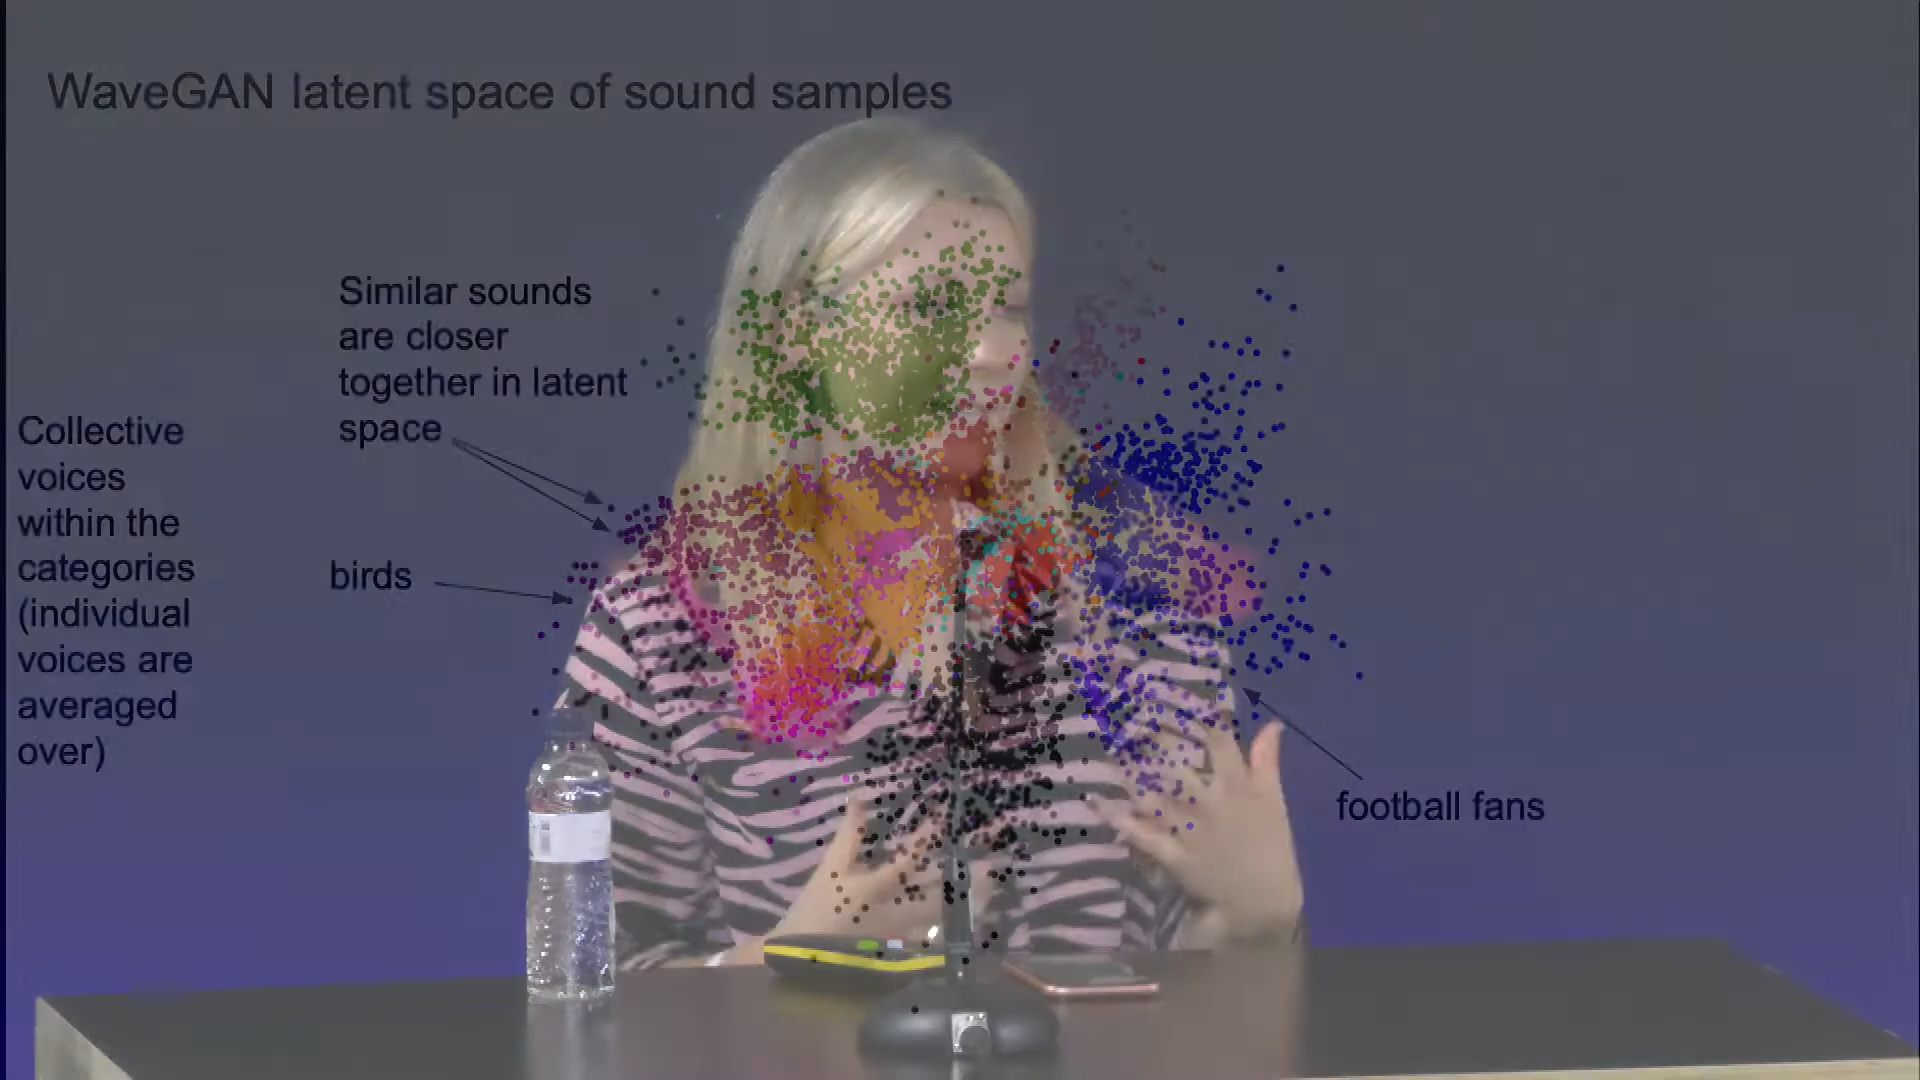 WaveGAN latent space of sound samples
Similar sounds
are closer
together in latent
space
Collective
voices
within the
categories
(individual
voices are
averaged
over)
birds
football fans